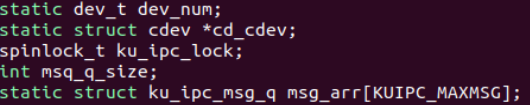 static dev_t dev_num;
static struct cdev *cd_cdev;
spinlock_t ku_ipc_lock;
int msq_q_size;
static struct ku_ipc_msg_q msg_arr[KUIPC_MAXMSG];